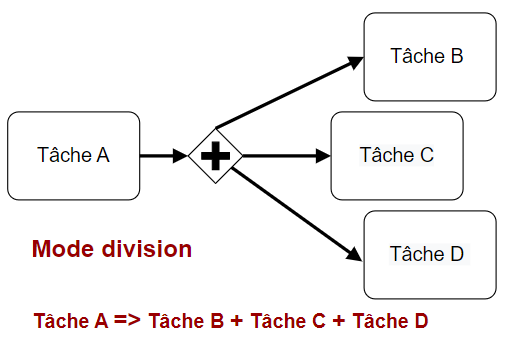 Tâche B
Tâche A
Tâche C
Tâche D
Mode division
Tâche A => Tâche B + Tâche C + Tâche D